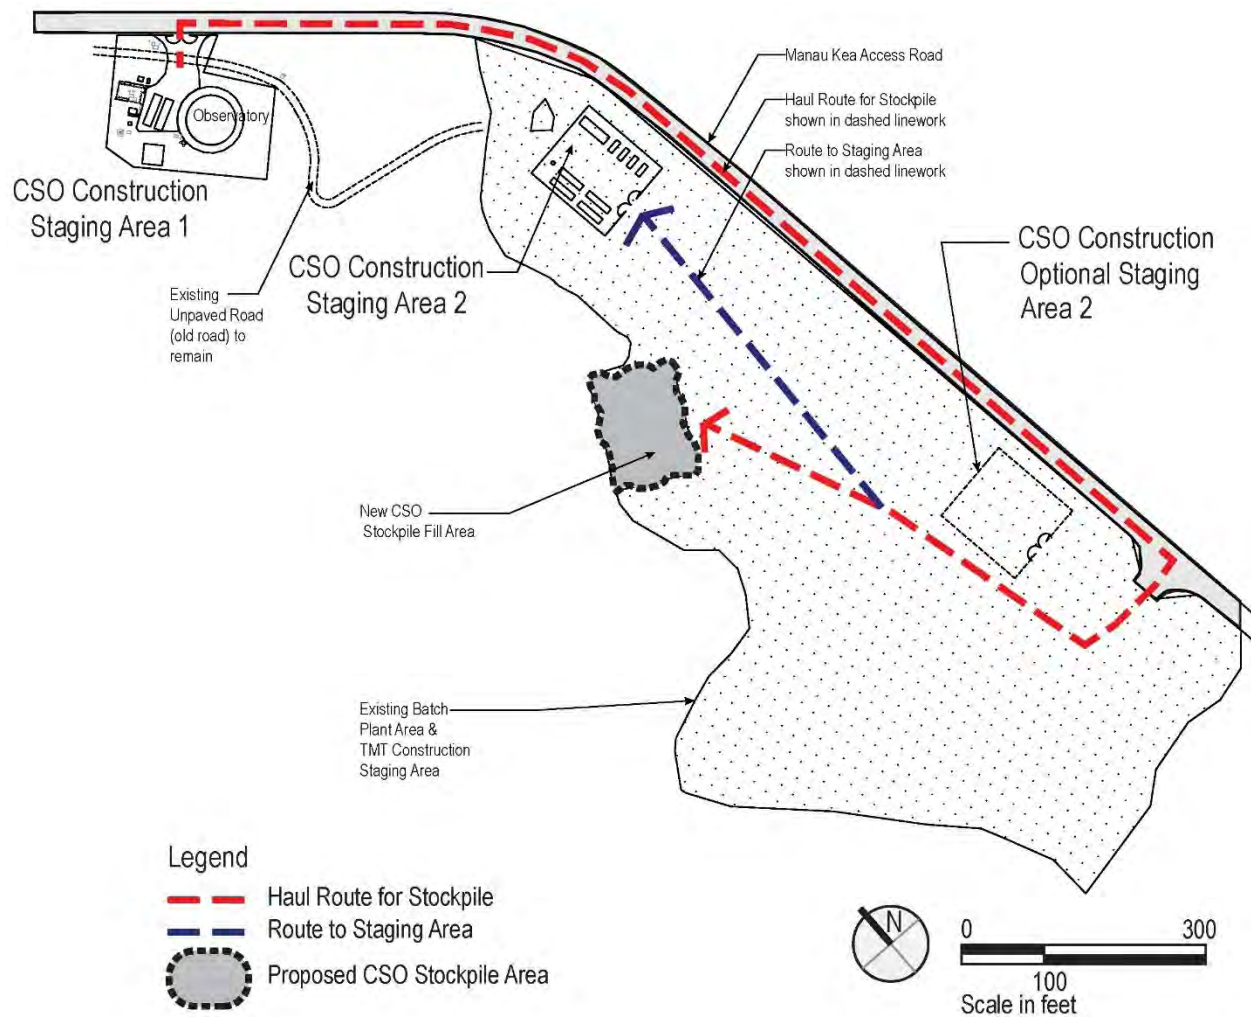 Manau Kea Access Road
Haul Route for Stockpile
shown in dashed linework
Route to Staging Area
shown in dashed linework
Observatory
CSO Construction
Staging Area 1
CSO Construction
Staging Area 2
CSO Construction
Optional Staging
Area 2
Existing
Unpaved Road
(old road) to
remain
New CSO
Stockpile Fill Area
Existing Batch
Plant Area &
TMT Construction
Staging Area
Legend
Haul Route for Stockpile
Route to Staging Area
Proposed CSO Stockpile Area
N
0 300
100
Scale in feet